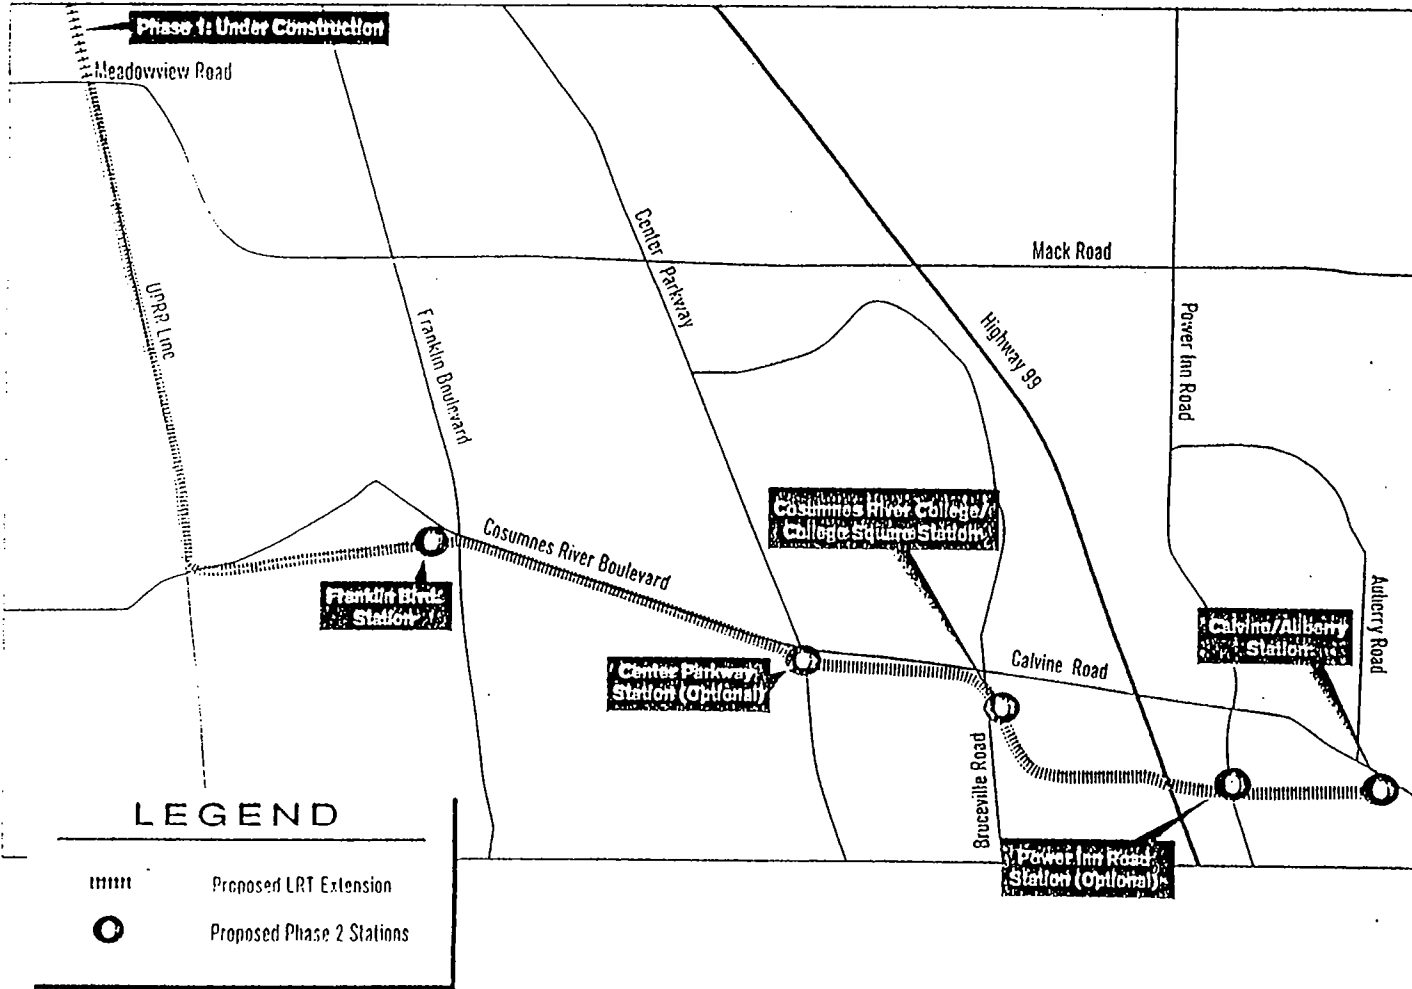 Phase 1: Under Construction
Meadowview Road
Center Parkway
Mack Road
UPRR Line
Franklin Boulevard
Highway 99
Power Inn Road
Cosumnes River College/
College Square Station
Cosumnes River Boulevard
Franklin Blvd.
Station
Auberry Road
Calvine/Auberry
Station
Center Parkway
Station (Optional)
Calvine Road
Bruceville Road
Power Inn Road
Station (Optional)
LEGEND
Proposed LRT Extension
Proposed Phase 2 Stations